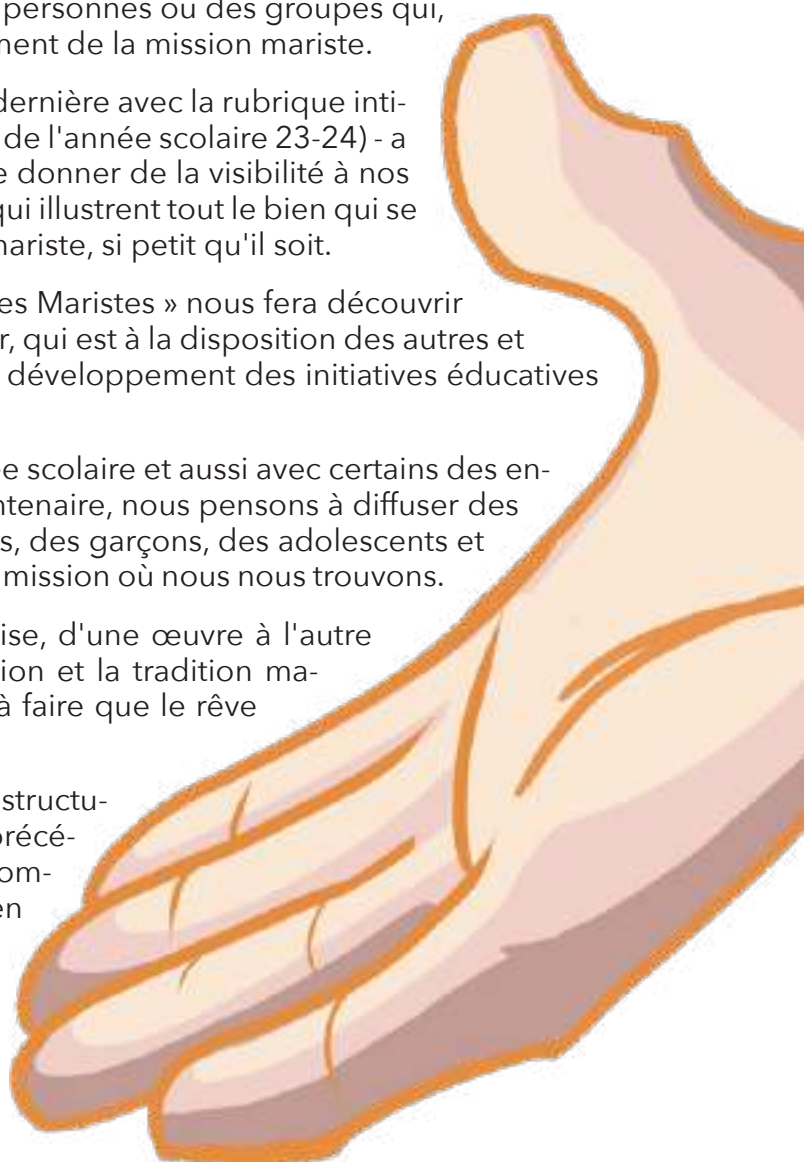 personnes ou des groupes qui,
ment de la mission mariste.
dernière avec la rubrique inti-
de l'année scolaire 23-24) - a
e donner de la visibilité à nos
qui illustrent tout le bien qui se
nariste, si petit qu'il soit.
es Maristes » nous fera découvrir
r, qui est à la disposition des autres et
développement des initiatives éducatives
e scolaire et aussi avec certains des en-
ntenaire, nous pensons à diffuser des
s, des garçons, des adolescents et
mission où nous nous trouvons.
ise, d'une œuvre à l'autre
ion et la tradition ma-
à faire que le rêve
structu-
précé-
om-
en